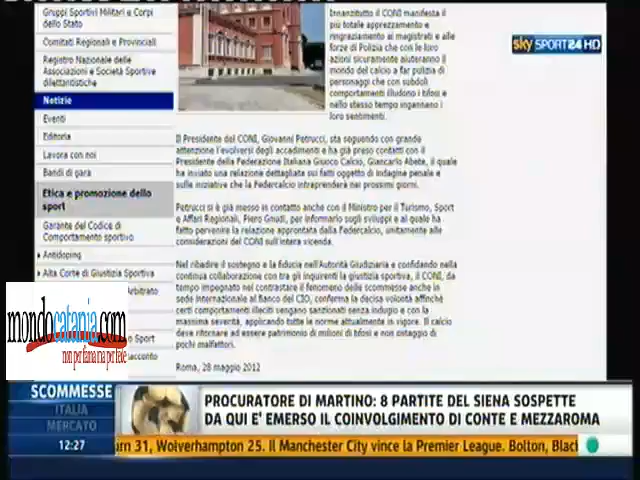 Gruppi Sportivi Militari e Corpi
dello Stato
Comitati Regionali e Provinciali
Registro Nazionale delle
Associazioni e Società Sportive
dilettantistiche
Notizie
Eventi
Editoria
Lavora con noi
Bandi di gara
Etica e promozione dello
sport
Garante del Codice di
Comportamento sportivo
Antidoping
Alta Corte di Giustizia Sportiva
Arbitrato
o Sport
Innanzitutto il CONI manifesta il
più totale apprezzamento e
ringraziamento ai magistrati e alle
forze di Polizia che con le loro
azioni sicuramente aiuteranno il
mondo del calcio a far pulizia di
personaggi che con subdoli
comportamenti illudono i tifosi e
nello stesso tempo ingannano i
loro sentimenti.
Il Presidente del CONI, Giovanni Petrucci, sta seguendo con grande
attenzione l'evolversi degli accadimenti e ha già preso contatti con il
Presidente della Federazione Italiana Giuoco Calcio, Giancarlo Abete, il quale
ha inviato una relazione dettagliata sui fatti oggetto di indagine penale e
sulle iniziative che la Federcalcio intraprenderà nei prossimi giorni.
Petrucci si è già messo in contatto anche con il Ministro per il Turismo, Sport
e Affari Regionali, Piero Gnudi, per informarlo sugli sviluppi e al quale ha
fatto pervenire la relazione approntata dalla Federcalcio, unitamente alle
considerazioni del CONI sull'intera vicenda.
Nel ribadire il sostegno e la fiducia nell'Autorità Giudiziaria e confidando nella
continua collaborazione con tra gli inquirenti la giustizia sportiva, il CONI, da
tempo impegnato nel contrastare il fenomeno delle scommesse anche in
sede internazionale al fianco del CIO, conferma la decisa volontà affinché
certi comportamenti illeciti vengano sanzionati senza indugio e con la
massima severità, applicando tutte le norme attualmente in vigore. Il calcio
deve ritornare ad essere patrimonio di milioni di tifosi e non ostaggio di
pochi malfattori.
Roma, 28 maggio 2012
sky SPORT24 HD
mondocatania.com
non per fama ma per fede
SCOMMESSE
ITALIA
MERCATO
12:27
PROCURATORE DI MARTINO: 8 PARTITE DEL SIENA SOSPETTE
DA QUI E' EMERSO IL COINVOLGIMENTO DI CONTE E MEZZAROMA
urn 31, Wolverhampton 25. Il Manchester City vince la Premier League. Bolton, Black